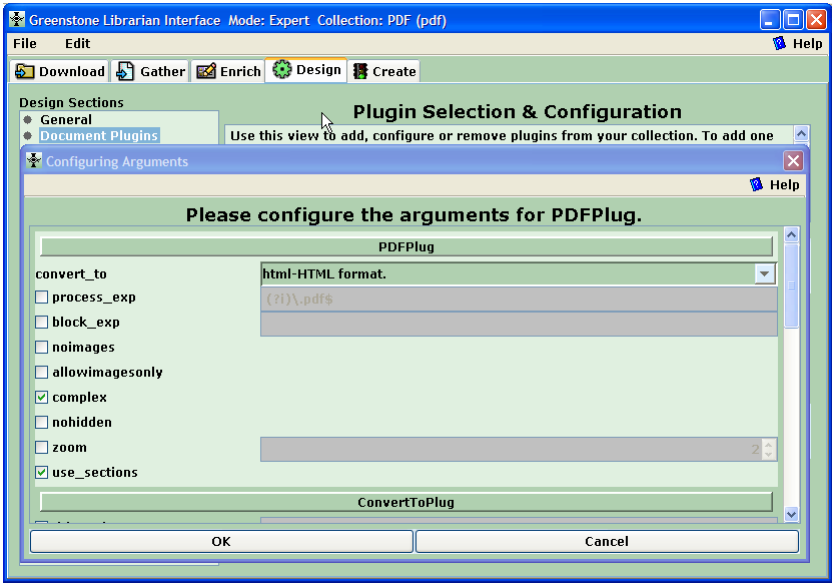 Greenstone Librarian Interface Mode: Expert Collection: PDF (pdf)
File Edit Help
Download Gather Enrich Design Create
Design Sections
General
Document Plugins
Plugin Selection & Configuration
Use this view to add, configure or remove plugins from your collection. To add one
Configuring Arguments
Help
Please configure the arguments for PDFPlug.
PDFPlug
convert_to html-HTML format.
process_exp (?i)\.pdf$
block_exp
noimages
allowimagesonly
complex
nohidden
zoom 2
use_sections
ConvertToPlug
OK Cancel